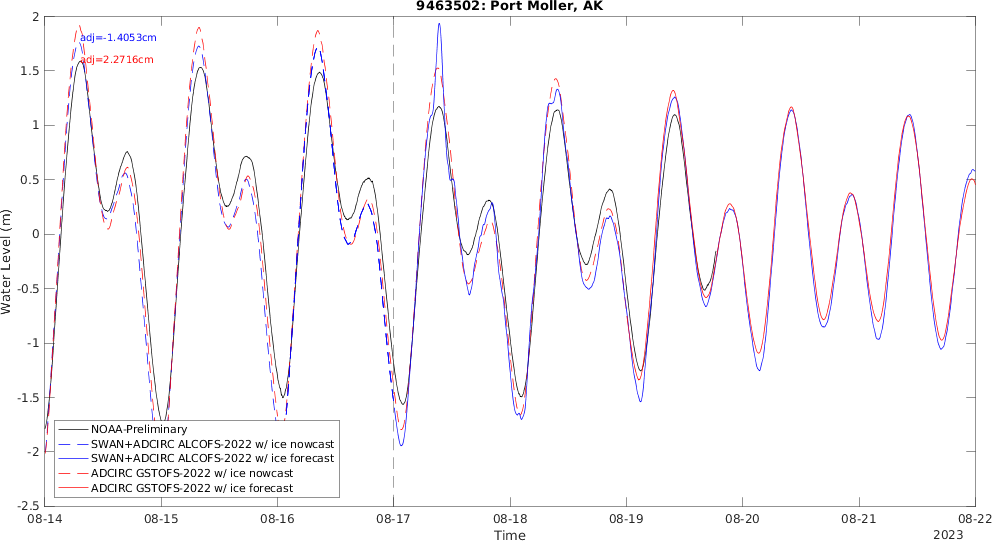 9463502: Port Moller, AK
adj=-1.4053cm
adj=2.2716cm
Water Level (m)
2
1.5
1
0.5
0
-0.5
-1
-1.5
-2
-2.5
NOAA-Preliminary
SWAN+ADCIRC ALCOFS-2022 w/ ice nowcast
SWAN+ADCIRC ALCOFS-2022 w/ ice forecast
ADCIRC GSTOFS-2022 w/ ice nowcast
ADCIRC GSTOFS-2022 w/ ice forecast
08-14 08-15 08-16 08-17 08-18 08-19 08-20 08-21 08-22
Time
2023